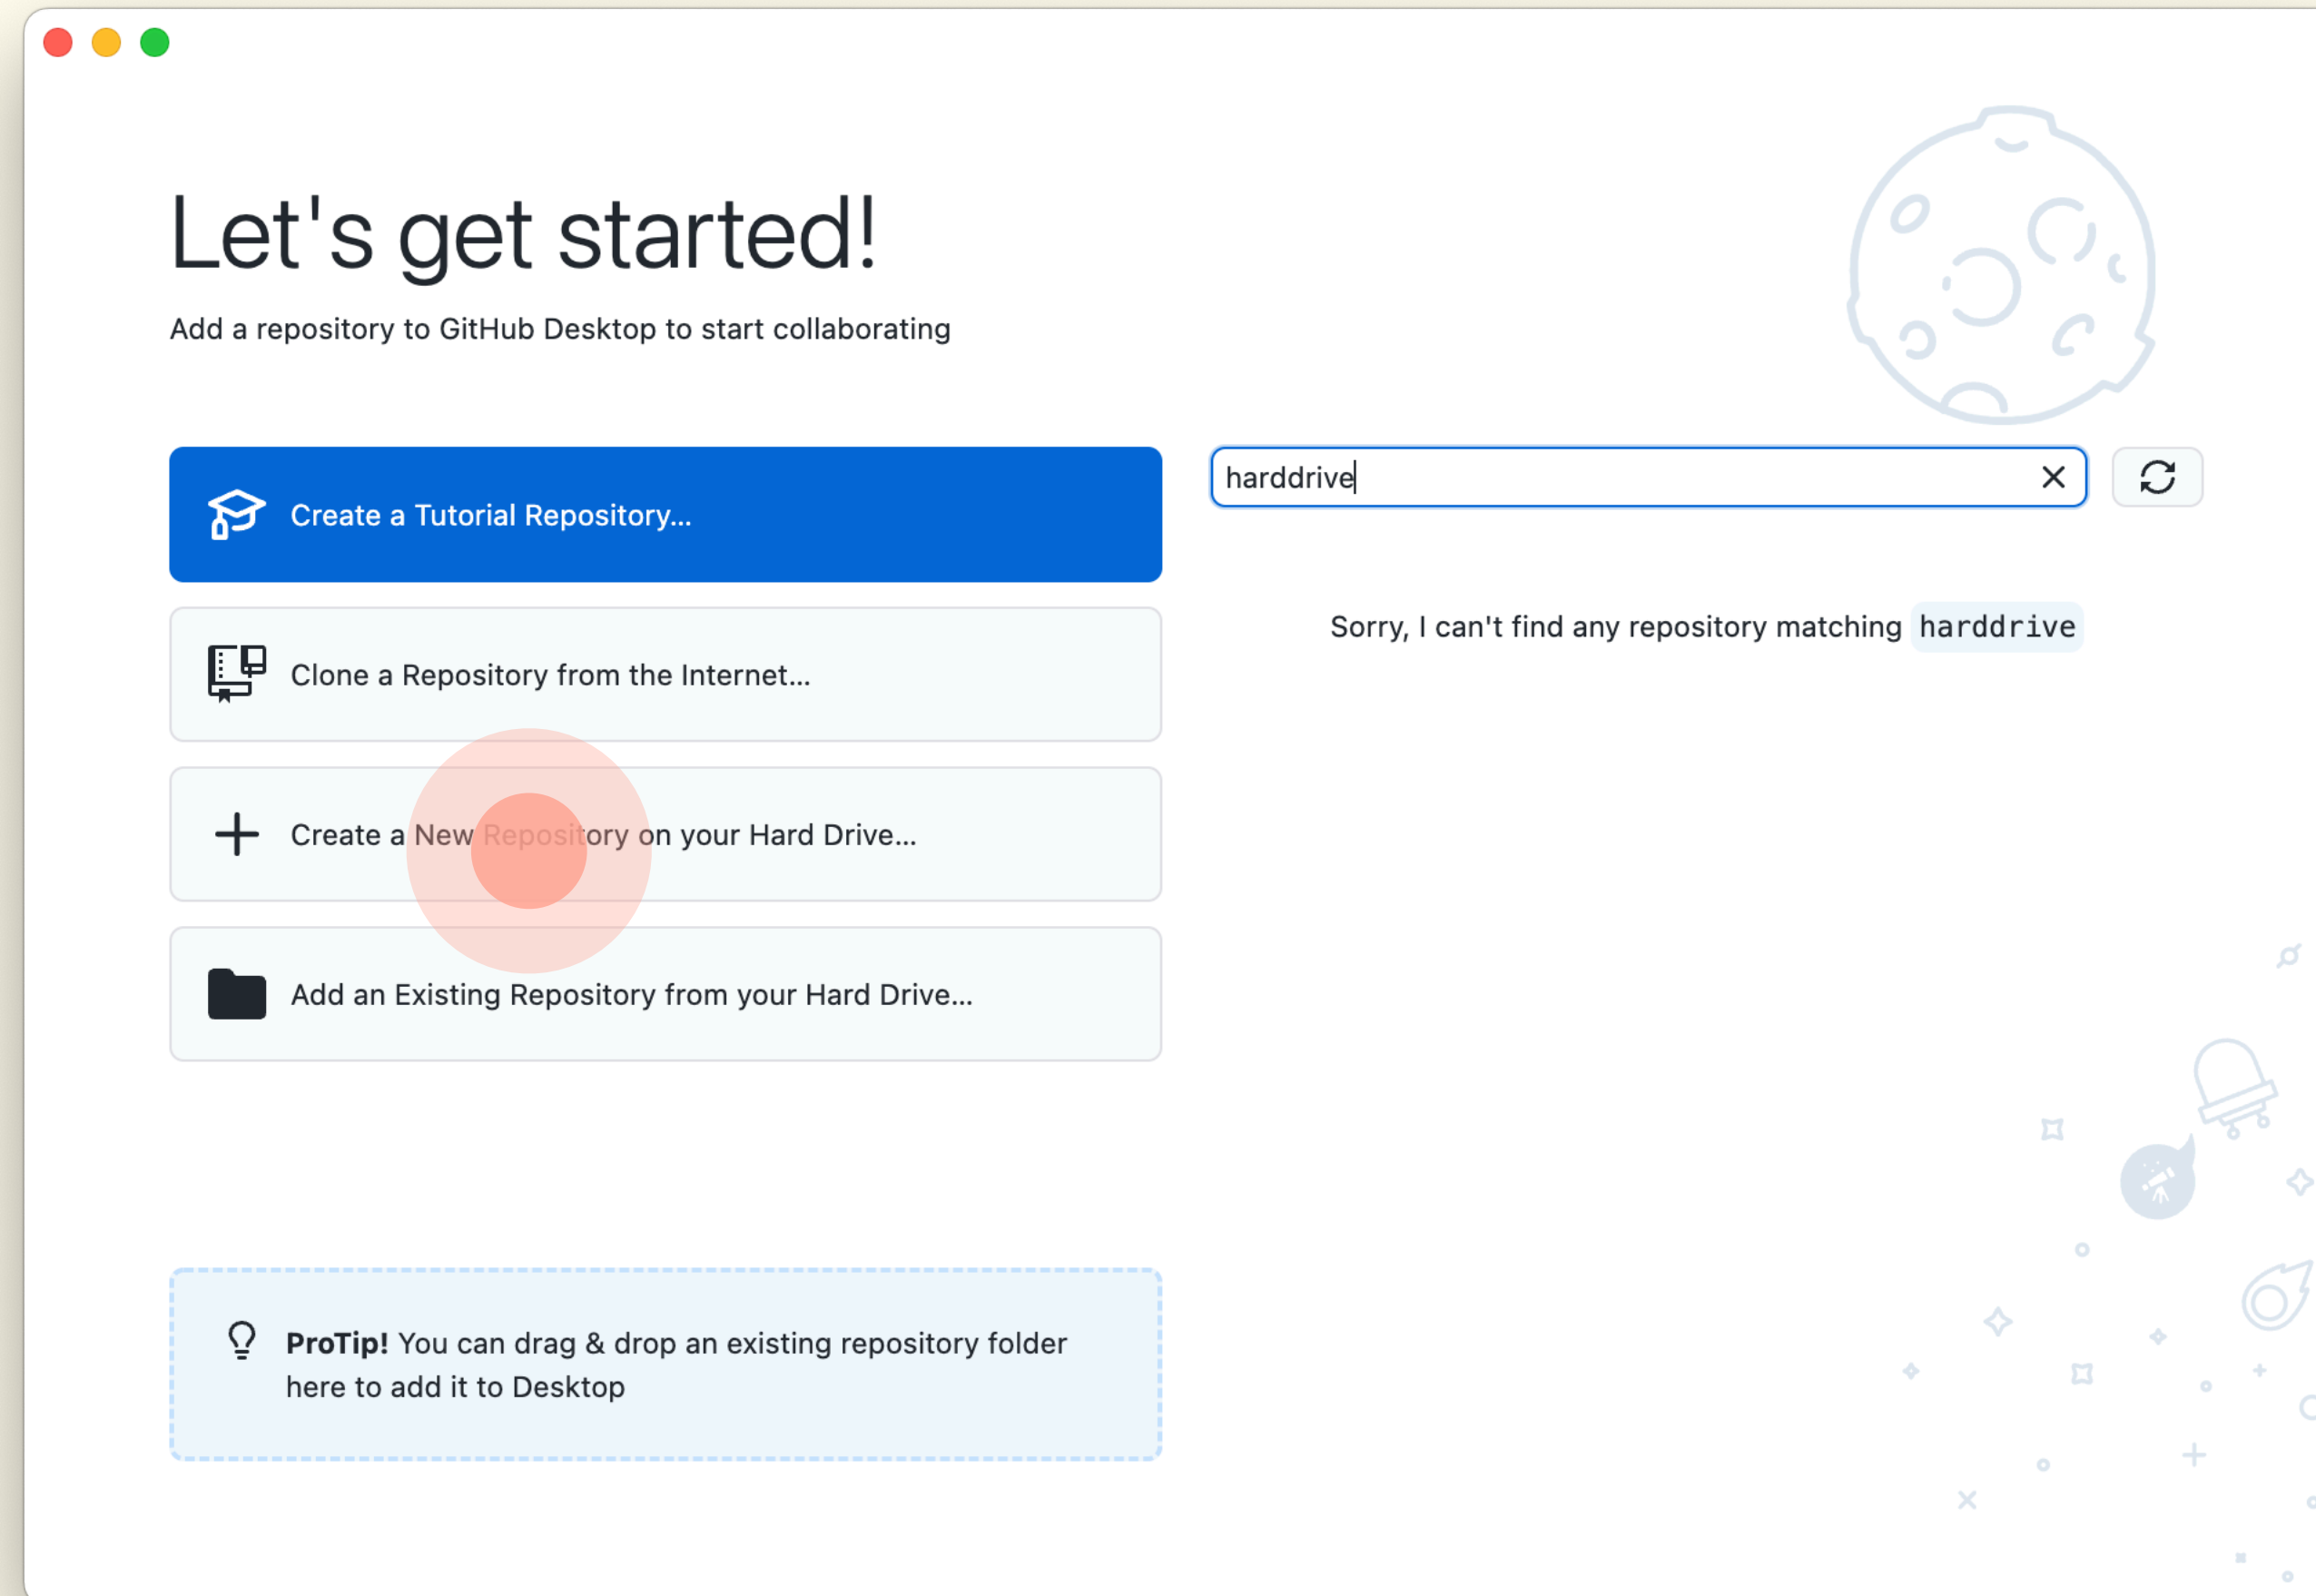 Let's get started!
Add a repository to GitHub Desktop to start collaborating
Create a Tutorial Repository...
Clone a Repository from the Internet...
Create a New Repository on your Hard Drive...
Add an Existing Repository from your Hard Drive...
ProTip! You can drag & drop an existing repository folder
here to add it to Desktop
harddrive
Sorry, I can't find any repository matching harddrive